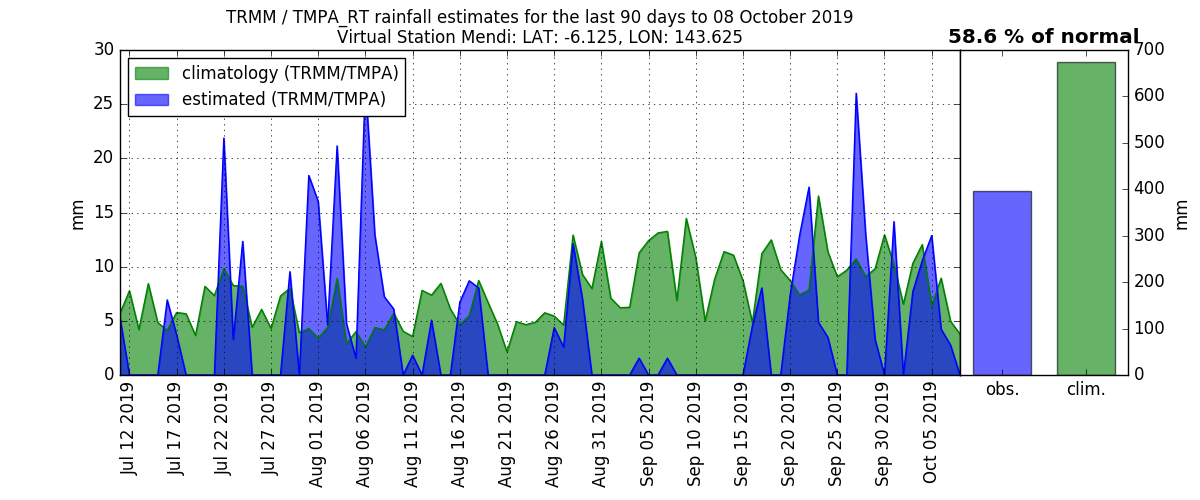 TRMM / TMPA_RT rainfall estimates for the last 90 days to 08 October 2019
Virtual Station Mendi: LAT: -6.125, LON: 143.625
58.6 % of normal
climatology (TRMM/TMPA)
estimated (TRMM/TMPA)
mm
30
25
20
15
10
5
0
Jul 12 2019
Jul 17 2019
Jul 22 2019
Jul 27 2019
Aug 01 2019
Aug 06 2019
Aug 11 2019
Aug 16 2019
Aug 21 2019
Aug 26 2019
Aug 31 2019
Sep 05 2019
Sep 10 2019
Sep 15 2019
Sep 20 2019
Sep 25 2019
Sep 30 2019
Oct 05 2019
obs.
clim.
700
600
500
400
300
200
100
0
mm